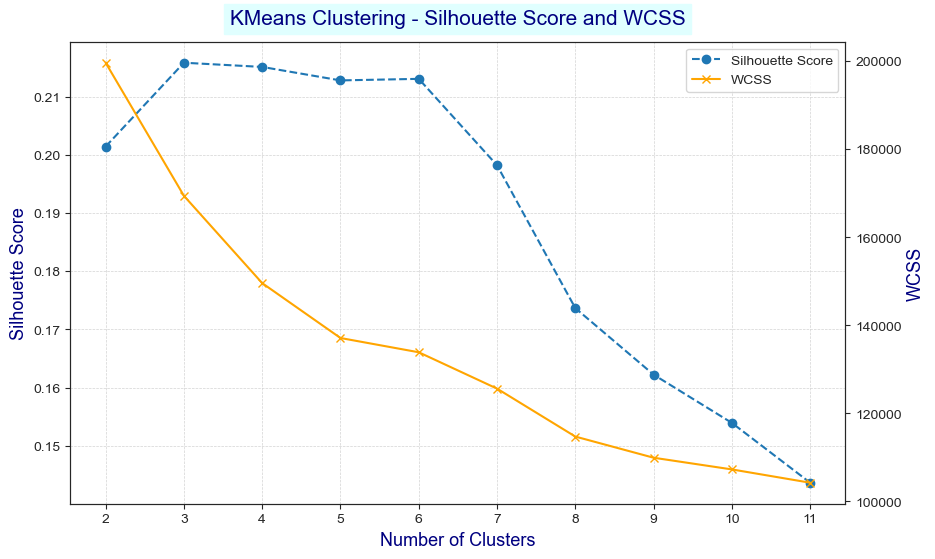 KMeans Clustering - Silhouette Score and WCSS
Silhouette Score
WCSS
0.21
0.20
0.19
0.18
0.17
0.16
0.15
Silhouette Score
200000
180000
160000
140000
120000
100000
WCSS
2 3 4 5 6 7 8 9 10 11
Number of Clusters